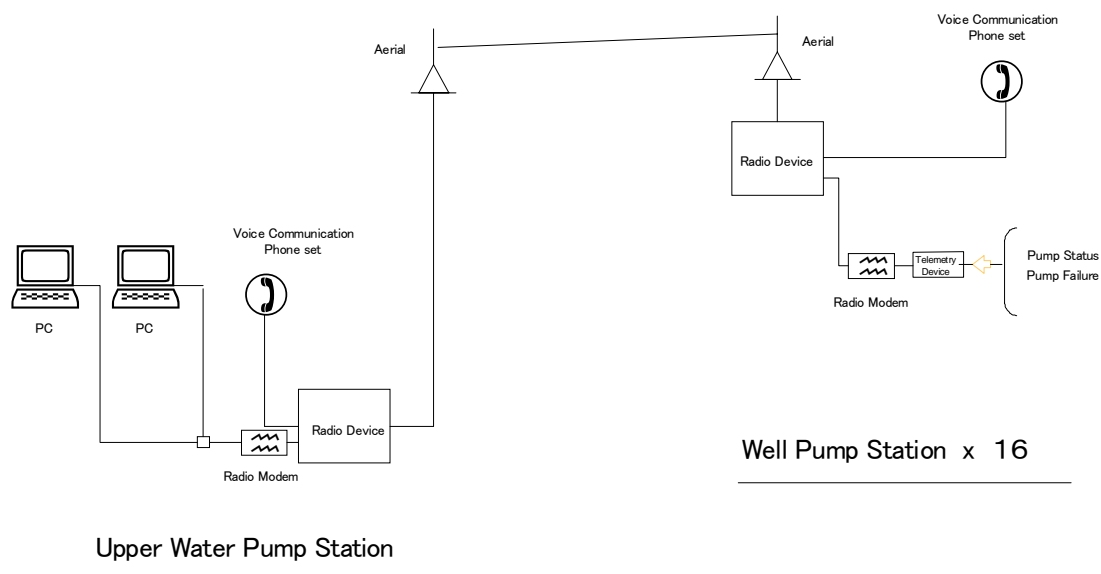 Voice Communication
Phone set
Aerial
Aerial
Radio Device
Voice Communication
Phone set
Telemetry
Device
Pump Status
Pump Failure
Radio Modem
PC
PC
Radio Device
Radio Modem
Well Pump Station x 16
Upper Water Pump Station